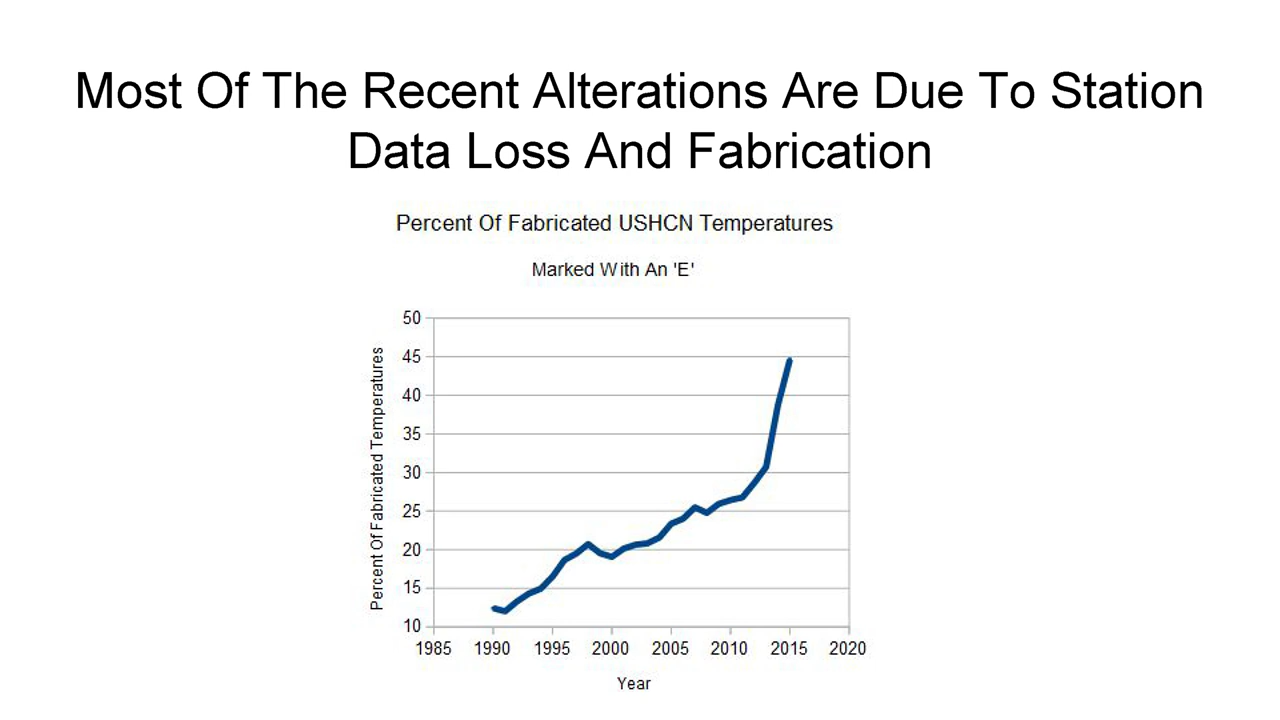 Most Of The Recent Alterations Are Due To Station
Data Loss And Fabrication
Percent Of Fabricated USHCN Temperatures
Marked With An 'E'
Percent Of Fabricated Temperatures
50
45
40
35
30
25
20
15
10
1985 1990 1995 2000 2005 2010 2015 2020
Year